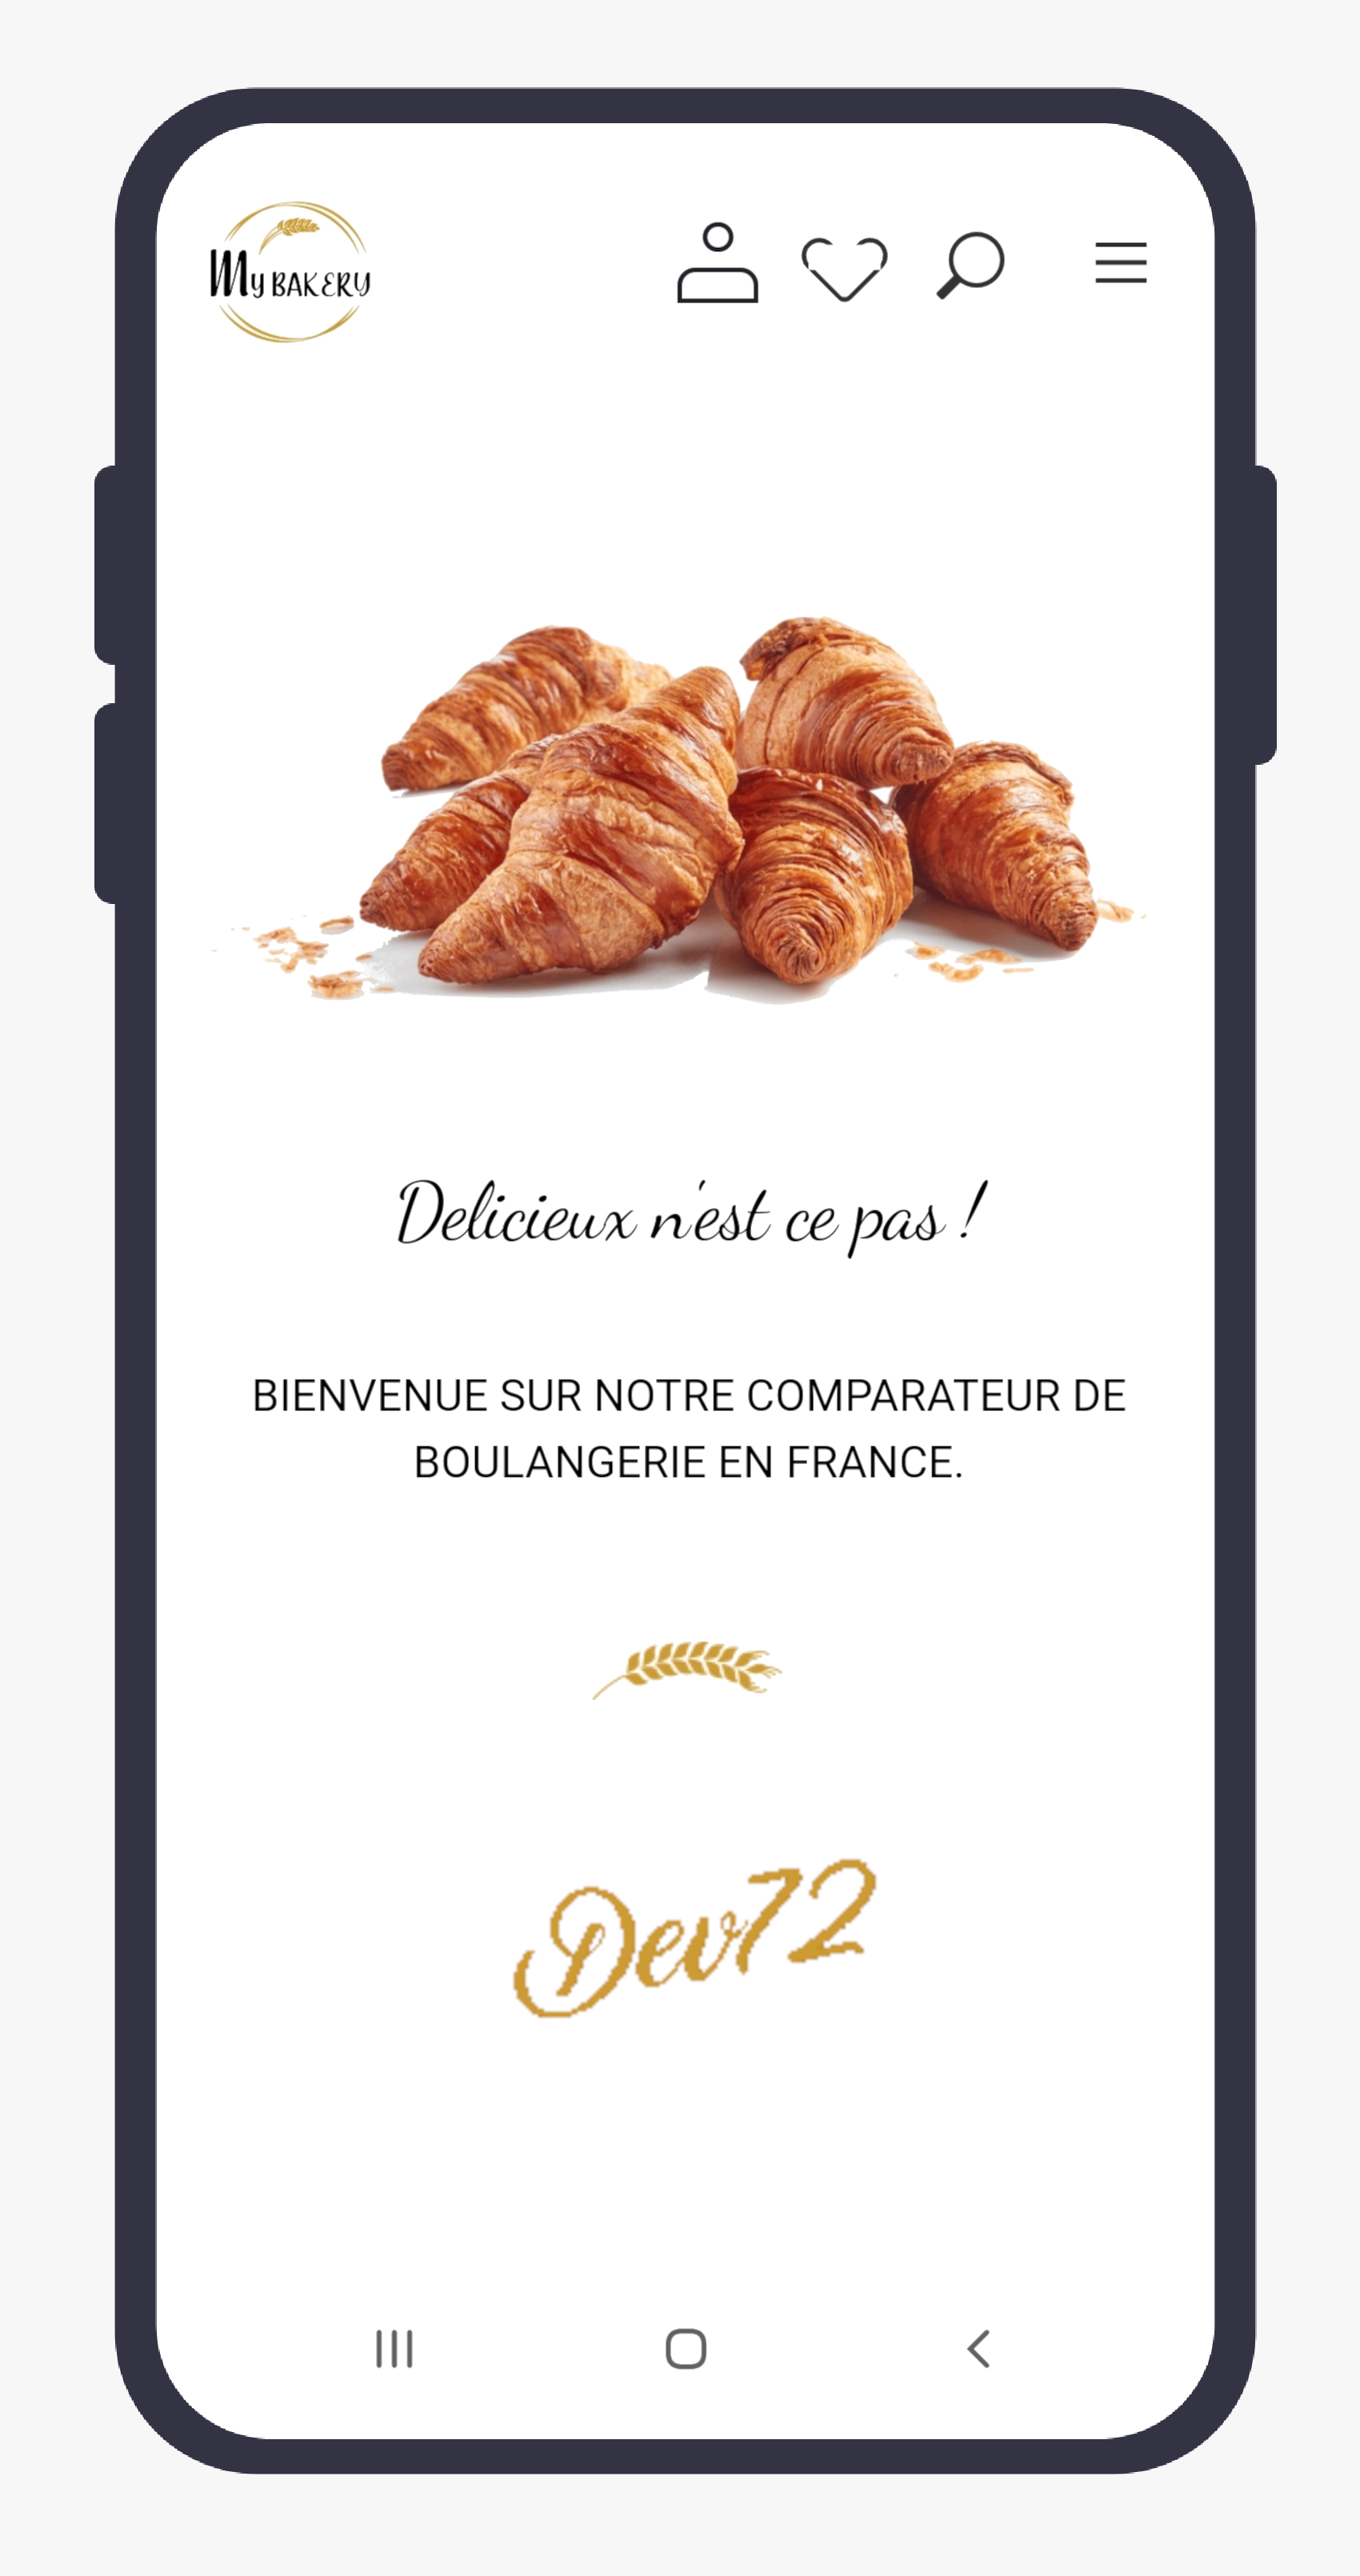 My BAKERY
Delicieux n'est ce pas !
BIENVENUE SUR NOTRE COMPARATEUR DE
BOULANGERIE EN FRANCE.
Dev72